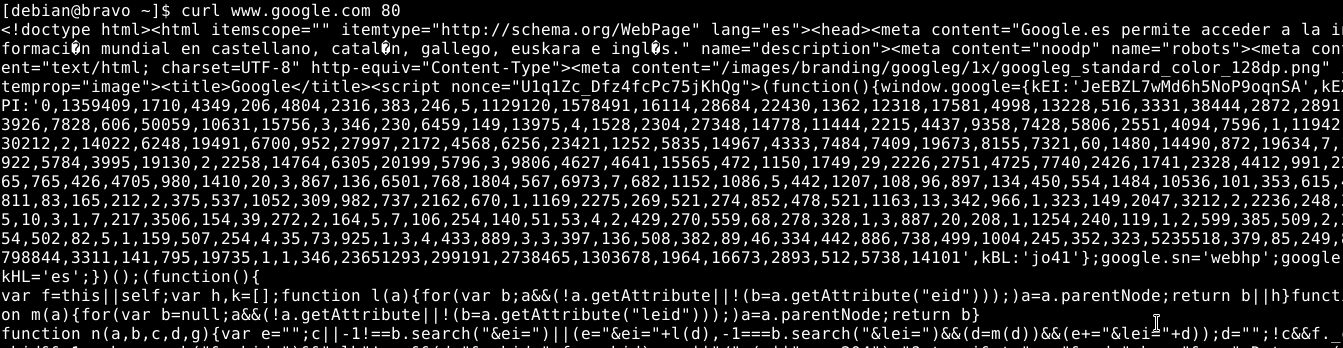 [debian@bravo ~]$ curl www.google.com 80
<!doctype html><html itemscope="" itemtype="http://schema.org/WebPage" lang="es"><head><meta content="Google.es permite acceder a la in
formaci�n mundial en castellano, catal�n, gallego, euskara e ingl�s." name="description"><meta content="noodp" name="robots"><meta con
ent="text/html; charset=UTF-8" http-equiv="Content-Type"><meta content="/images/branding/googleg/1x/googleg_standard_color_128dp.png"
temprop="image"><title>Google</title><script nonce="U1q1Zc_Dfz4fcPc75jKhQg">(function(){window.google={kEI:'JeEBZL7wMd6h5NoP9oqnSA',kE
PI:'0,1359409,1710,4349,206,4804,2316,383,246,5,1129120,1578491,16114,28684,22430,1362,12318,17581,4998,13228,516,3331,38444,2872,2891
3926,7828,606,50059,10631,15756,3,346,230,6459,149,13975,4,1528,2304,27348,14778,11444,2215,4437,9358,7428,5806,2551,4094,7596,1,11942
30212,2,14022,6248,19491,6700,952,27997,2172,4568,6256,23421,1252,5835,14967,4333,7484,7409,19673,8155,7321,60,1480,14490,872,19634,7,
922,5784,3995,19130,2,2258,14764,6305,20199,5796,3,9806,4627,4641,15565,472,1150,1749,29,2226,2751,4725,7740,2426,1741,2328,4412,991,2
65,765,426,4705,980,1410,20,3,867,136,6501,768,1804,567,6973,7,682,1152,1086,5,442,1207,108,96,897,134,450,554,1484,10536,101,353,615,
811,83,165,212,2,375,537,1052,309,982,737,2162,670,1,1169,2275,269,521,274,852,478,521,1163,13,342,966,1,323,149,2047,3212,2,2236,248,
5,10,3,1,7,217,3506,154,39,272,2,164,5,7,106,254,140,51,53,4,2,429,270,559,68,278,328,1,3,887,20,208,1,1254,240,119,1,2,599,385,509,2,
54,502,82,5,1,159,507,254,4,35,73,925,1,3,4,433,889,3,3,397,136,508,382,89,46,334,442,886,738,499,1004,245,352,323,5235518,379,85,249,
798844,3311,141,795,19735,1,1,346,23651293,299191,2738465,1303678,1964,16673,2893,512,5738,14101',kBL:'jo41'};google.sn='webhp';google
kHL='es';})();(function(){
var f=this||self;var h,k=[];function l(a){for(var b;a&&(!a.getAttribute||!(b=a.getAttribute("eid")));)a=a.parentNode;return b||h}funct
on m(a){for(var b=null;a&&(!a.getAttribute||!(b=a.getAttribute("leid")));)a=a.parentNode;return b}
function n(a,b,c,d,g){var e="";c||-1!==b.search("&ei=")||(e="&ei="+l(d),-1===b.search("&lei=")&&(d=m(d))&&(e+="&lei="+d));d="";!c&&f.